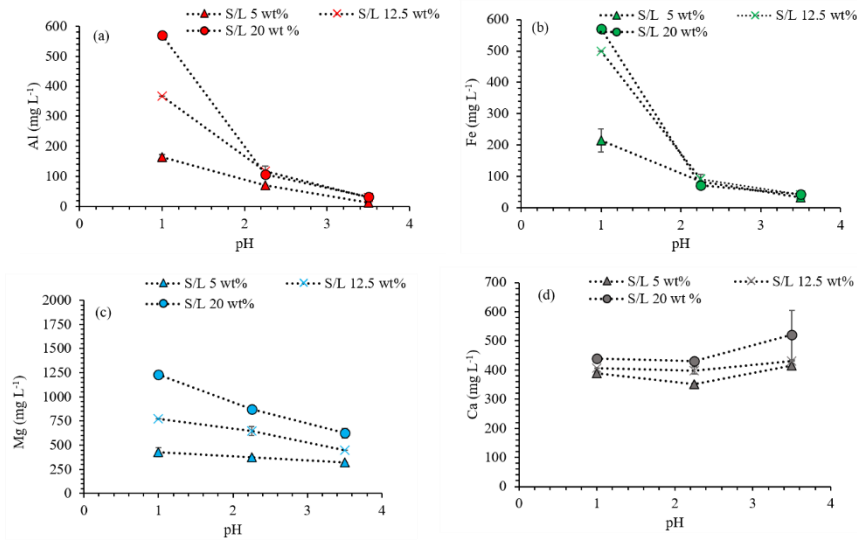 (a)
S/L 5 wt%
S/L 12.5 wt%
S/L 20 wt %
600
500
400
300
200
100
0
Al (mg L-1)
0
1
2
3
4
pH
(b)
S/L  5 wt%
S/L 12.5 wt%
S/L 20 wt %
600
500
400
300
200
100
0
Fe (mg L-1)
0
1
2
3
4
pH
(c)
S/L 5 wt%
S/L 12.5 wt%
S/L 20 wt%
2000
1750
1500
1250
1000
750
500
250
0
Mg (mg L-1)
0
1
2
3
4
pH
(d)
S/L 5 wt%
S/L 12.5 wt%
S/L 20 wt %
700
600
500
400
300
200
100
0
Ca (mg L-1)
0
1
2
3
4
pH